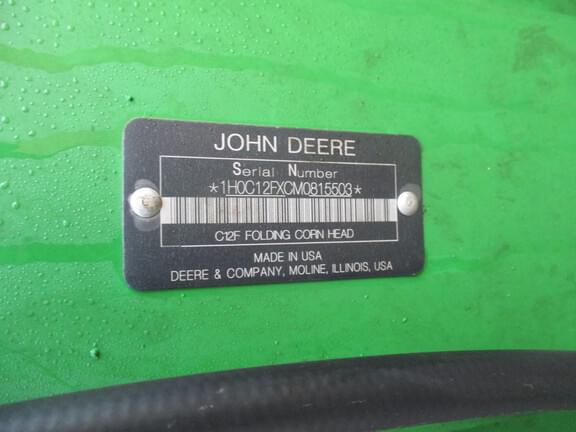 JOHN DEERE
Serial Number
*1H0C12FXCM0815503*
C12F FOLDING CORN HEAD
MADE IN USA
DEERE & COMPANY, MOLINE, ILLINOIS, USA